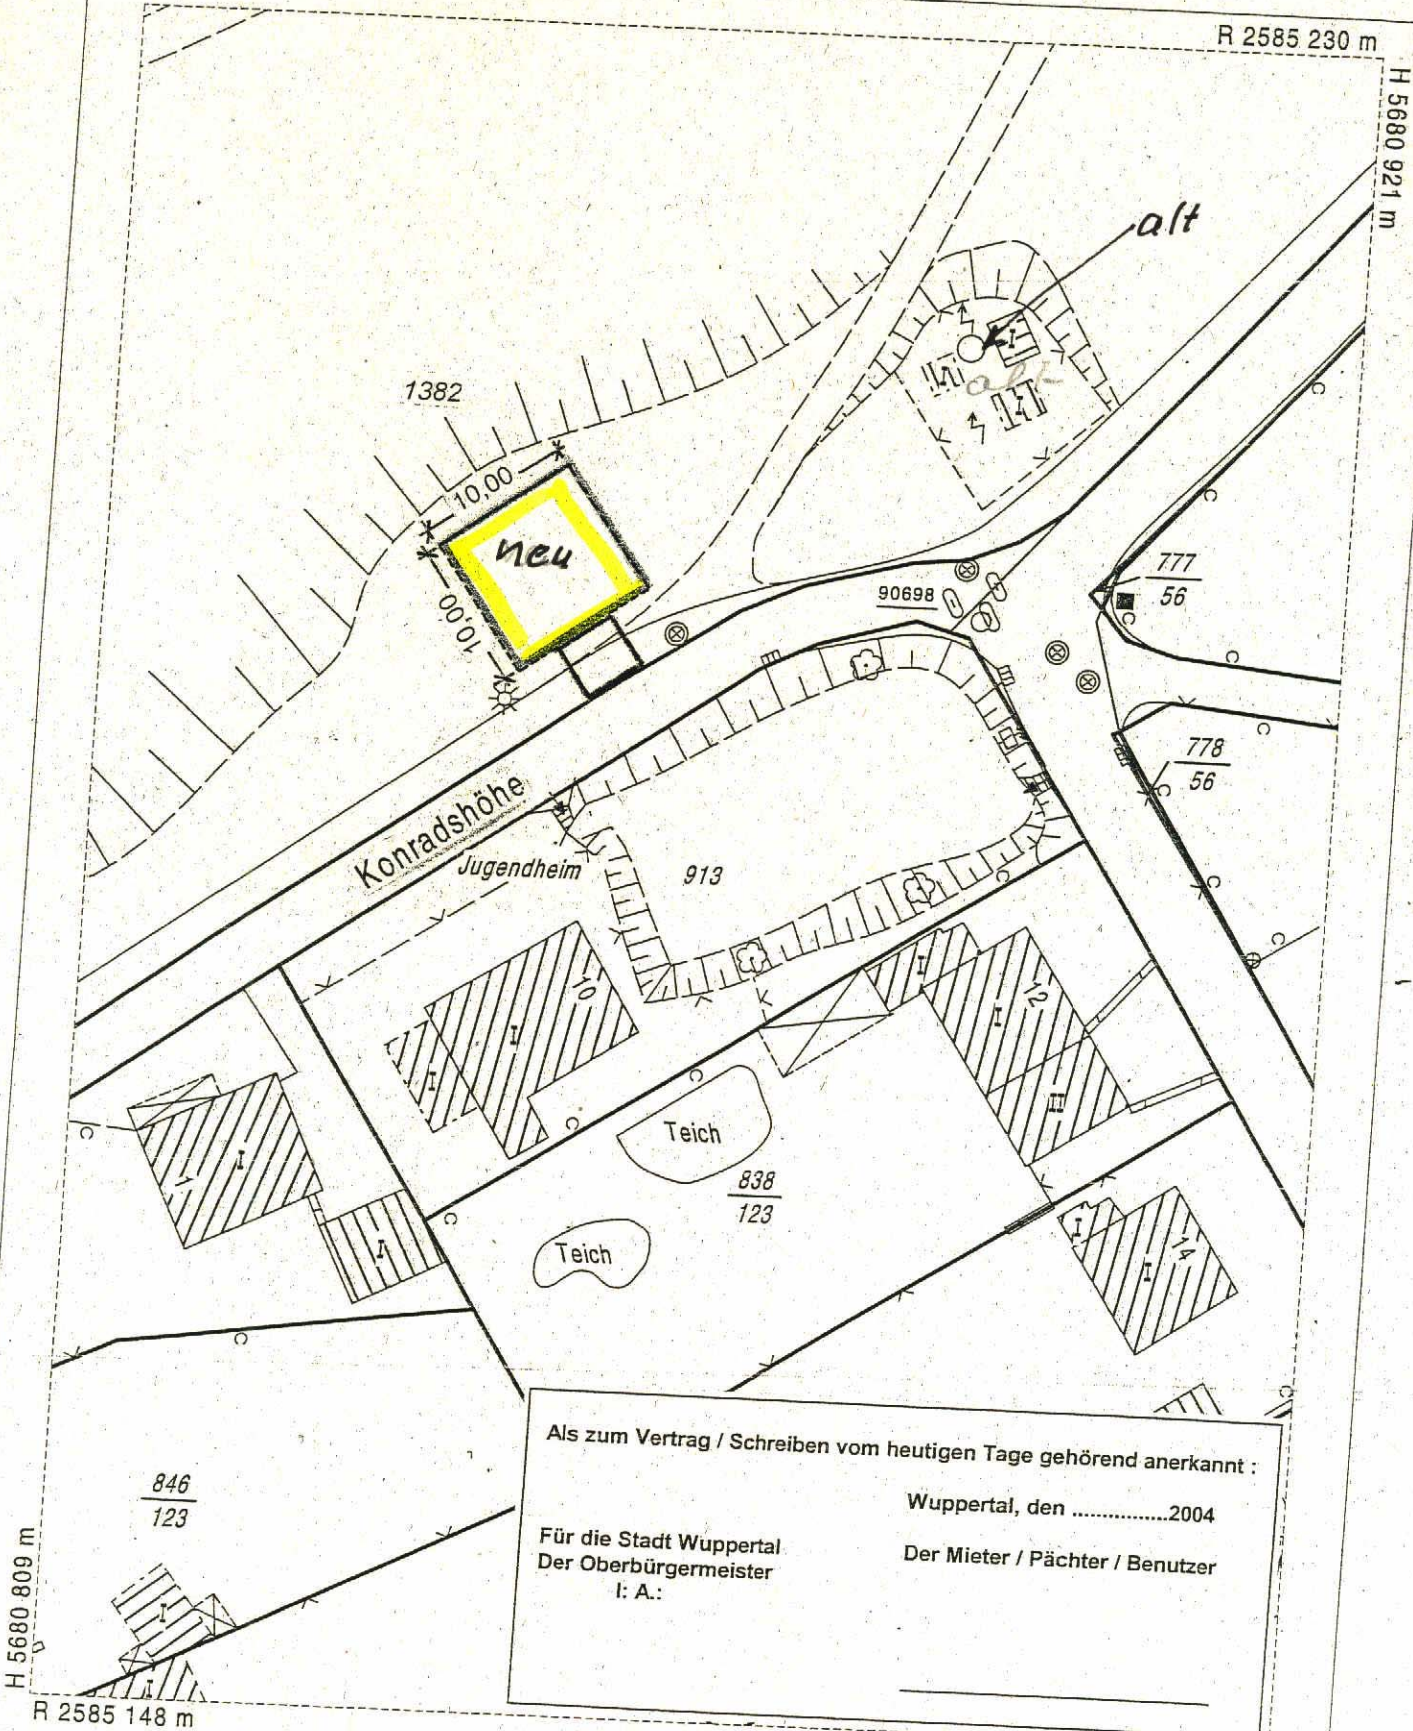 R 2585 230 m
H 5680 921 m
alt
alt
1382
10,00
10,00
neu
90698
777
56
778
56
Konradshöhe
Jugendheim
913
10
I
I
I
12
I
II
1
I
I
Teich
838
123
Teich
I
14
I
Als zum Vertrag / Schreiben vom heutigen Tage gehörend anerkannt :
Wuppertal, den ................2004
Für die Stadt Wuppertal
Der Oberbürgermeister
I: A.:
Der Mieter / Pächter / Benutzer
846
123
I
I
H 5680 809 m
R 2585 148 m